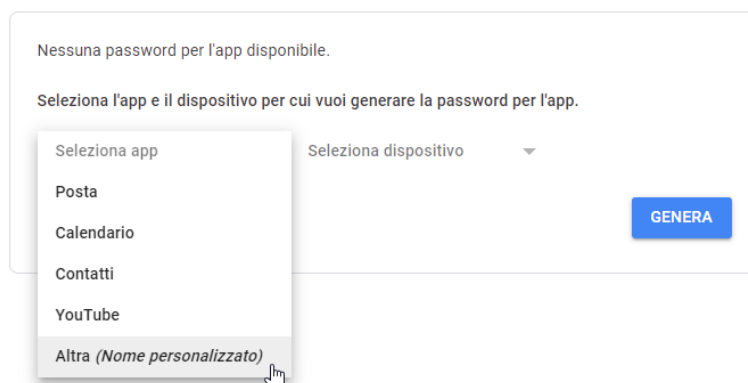 Nessuna password per l'app disponibile.
Seleziona l'app e il dispositivo per cui vuoi generare la password per l'app.
Seleziona app
Seleziona dispositivo
Posta
Calendario
GENERA
Contatti
YouTube
Altra (Nome personalizzato)